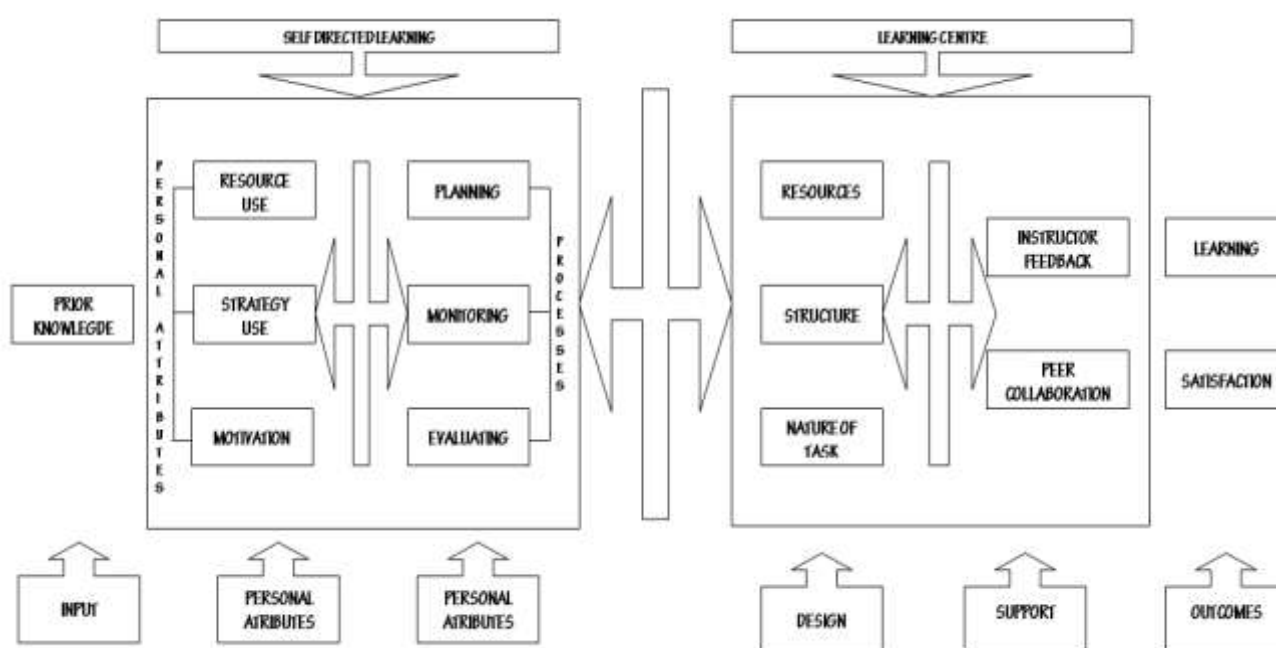 SELF DIRECTED LEARNING
LEARNING CENTRE
PERSONAL ATTRIBUTES
RESOURCE
USE
PLANNING
PROCESSES
RESOURCES
INSTRUCTOR
FEEDBACK
LEARNING
PRIOR
KNOWLEGDE
STRATEGY
USE
MONITORING
STRUCTURE
PEER
COLLABORATION
SATISFACTION
MOTIVATION
EVALUATING
NATURE OF
TASK
INPUT
PERSONAL
ATRIBUTES
PERSONAL
ATRIBUTES
DESIGN
SUPPORT
OUTCOMES